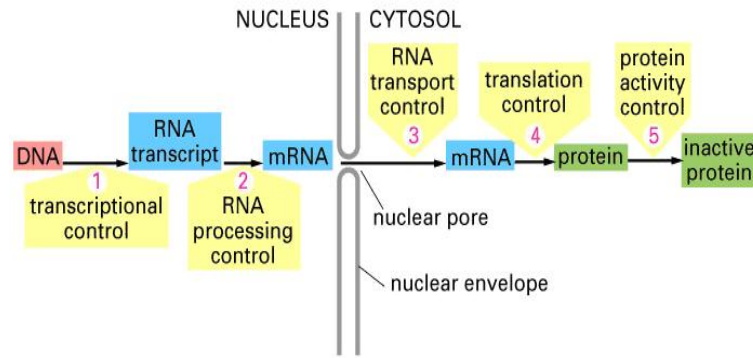 NUCLEUS
CYTOSOL
RNA
transport
control
3
translation
control
4
protein
activity
control
5
DNA
RNA
transcript
mRNA
mRNA
protein
inactive
protein
1
transcriptional
control
2
RNA
processing
control
nuclear pore
nuclear envelope